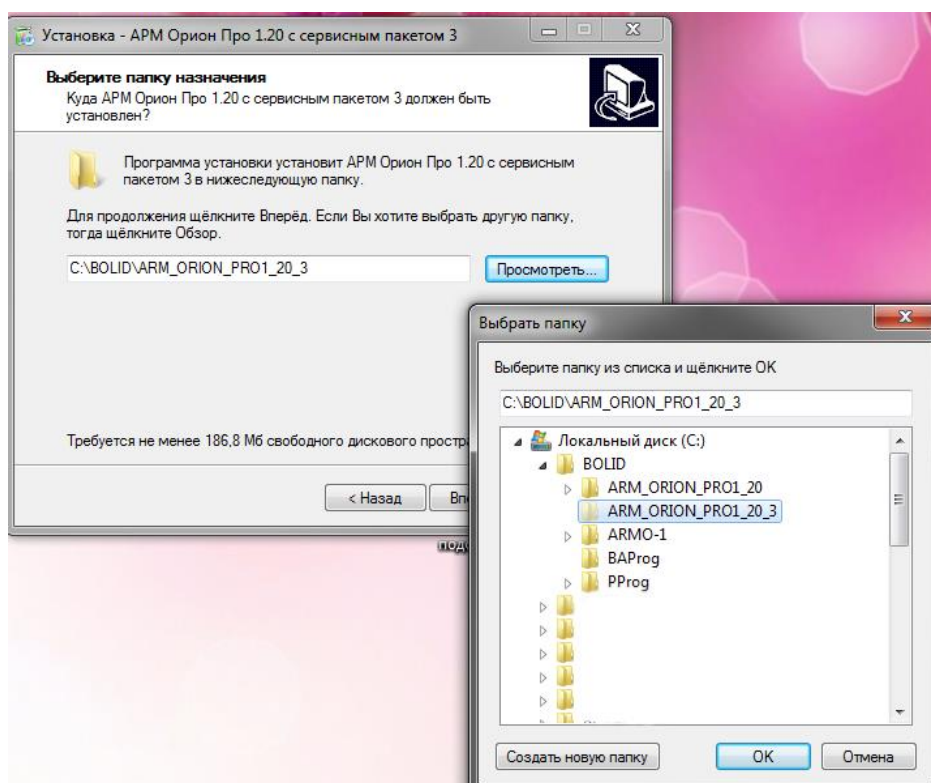 Установка - АРМ Орион Про 1.20 с сервисным пакетом 3
Выберите папку назначения
Куда АРМ Орион Про 1.20 с сервисным пакетом 3 должен быть
установлен?
Программа установки установит АРМ Орион Про 1.20 с сервисным
пакетом 3 в нижеследующую папку.
Для продолжения щёлкните Вперёд. Если Вы хотите выбрать другую папку,
тогда щёлкните Обзор.
C:\BOLID\ARM_ORION_PRO1_20_3
Просмотреть...
Требуется не менее 186,8 Мб свободного дискового простр
< Назад
Выбрать папку
Выберите папку из списка и щёлкните OK
C:\BOLID\ARM_ORION_PRO1_20_3
Локальный диск (C:)
BOLID
ARM_ORION_PRO1_20
ARM_ORION_PRO1_20_3
ARMO-1
BAProg
PProg
Создать новую папку
OK
Отмена